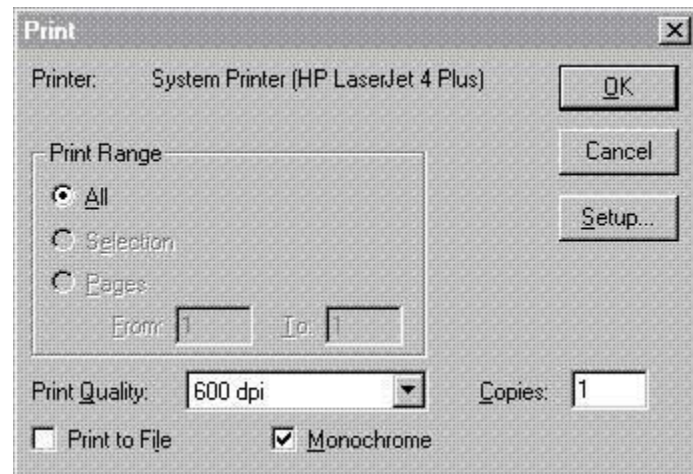 Print
Printer: System Printer (HP LaserJet 4 Plus)
OK
Print Range
Cancel
All
Setup...
Selection
Pages
From: 1 To: 1
Print Quality: 600 dpi Copies: 1
Print to File Monochrome